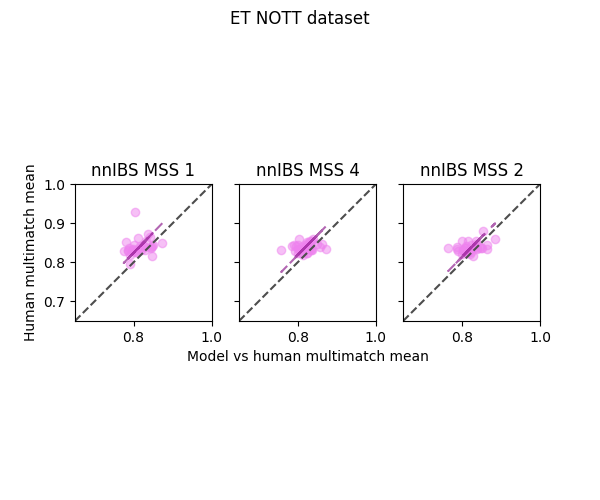 ET NOTT dataset
nnIBS MSS 1
nnIBS MSS 4
nnIBS MSS 2
Human multimatch mean
1.0
0.9
0.8
0.7
0.8 1.0
0.8 1.0
0.8 1.0
Model vs human multimatch mean